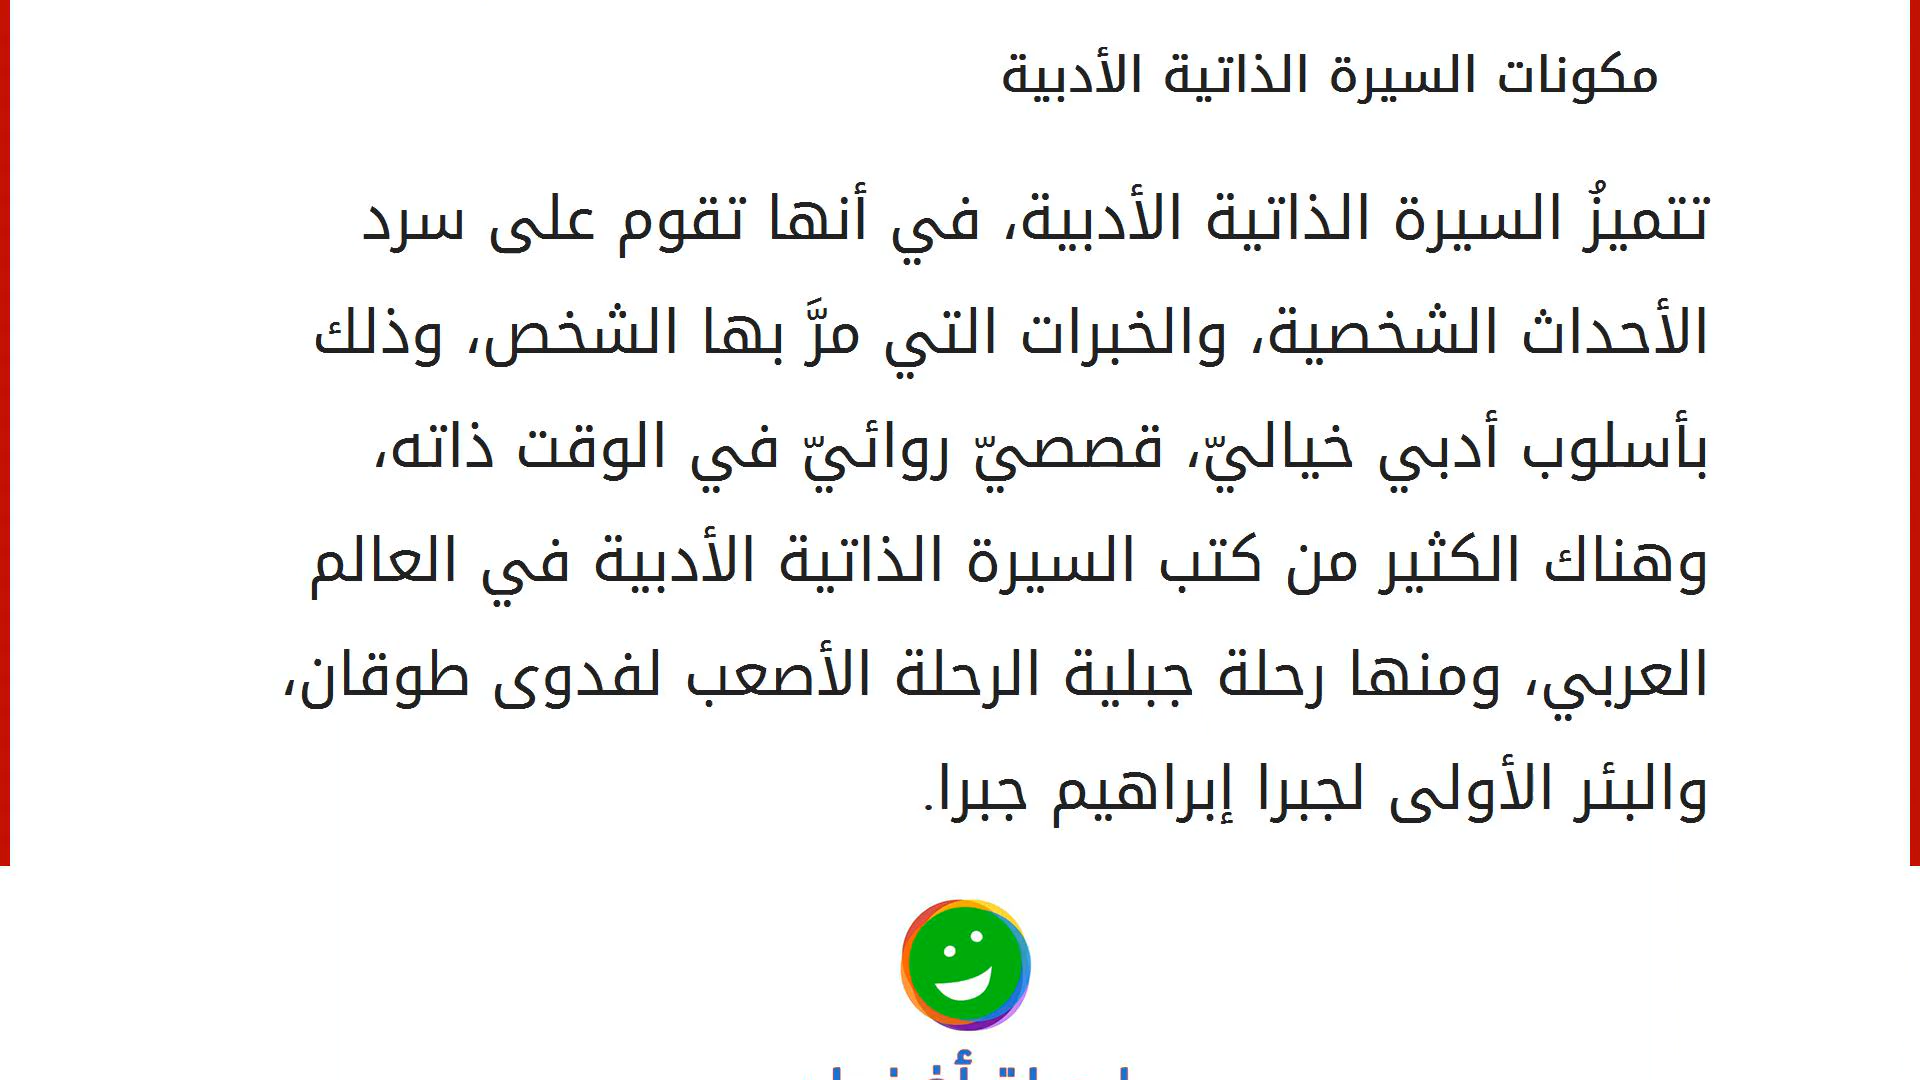 مكونات السيرة الذاتية الأدبية
تتميزُ السيرة الذاتية الأدبية، في أنها تقوم على سرد
الأحداث الشخصية، والخبرات التي مرَّ بها الشخص، وذلك
بأسلوب أدبي خياليّ، قصصيّ روائيّ في الوقت ذاته،
وهناك الكثير من كتب السيرة الذاتية الأدبية في العالم
العربي، ومنها رحلة جبلية الرحلة الأصعب لفدوى طوقان،
والبئر الأولى لجبرا إبراهيم جبرا.